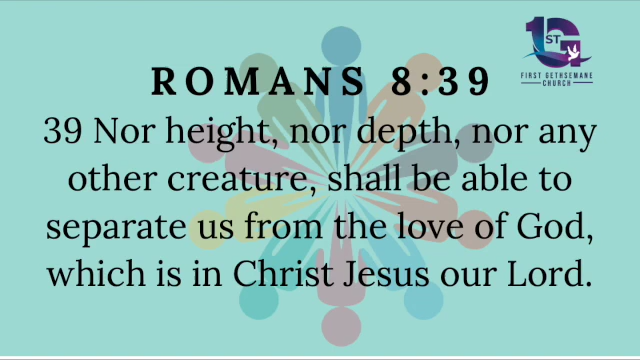 1ST G
FIRST GETHSEMANE
CHURCH
ROMANS 8:39
39 Nor height, nor depth, nor any
other creature, shall be able to
separate us from the love of God,
which is in Christ Jesus our Lord.